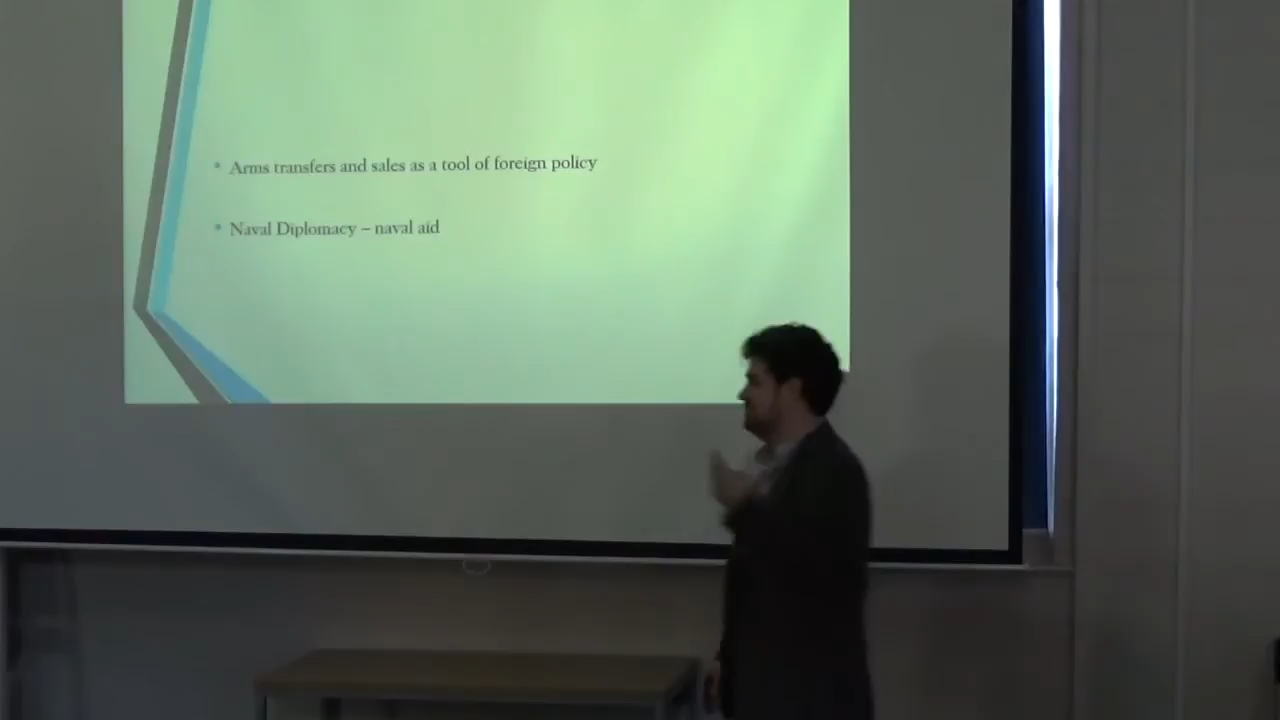 • Arms transfers and sales as a tool of foreign policy
• Naval Diplomacy – naval aid